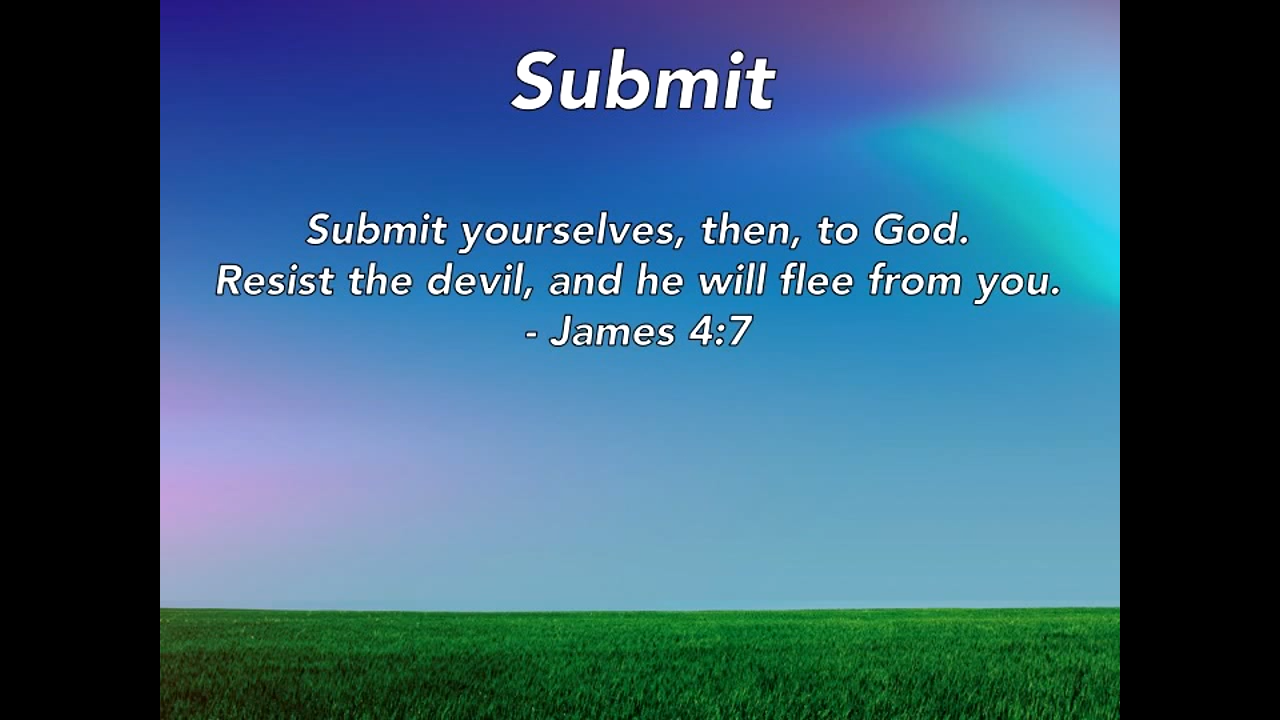 Submit
Submit yourselves, then, to God.
Resist the devil, and he will flee from you.
- James 4:7